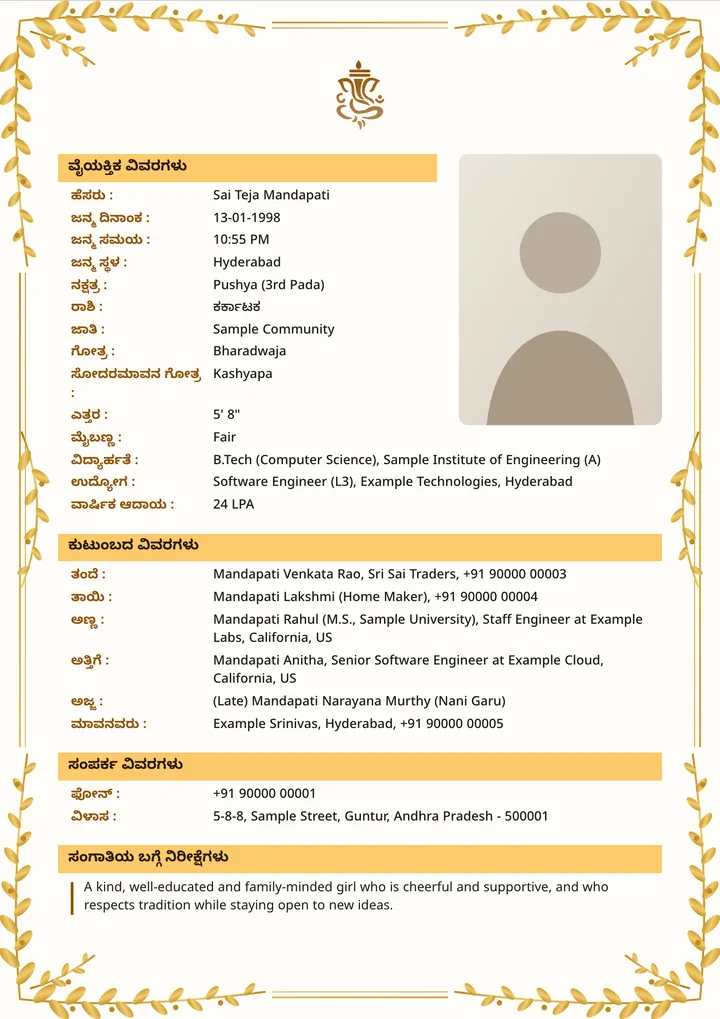 ವೈಯಕ್ತಿಕ ವಿವರಗಳು
ಹೆಸರು : Sai Teja Mandapati
ಜನ್ಮ ದಿನಾಂಕ : 13-01-1998
ಜನ್ಮ ಸಮಯ : 10:55 PM
ಜನ್ಮ ಸ್ಥಳ : Hyderabad
ನಕ್ಷತ್ರ : Pushya (3rd Pada)
ರಾಶಿ : ಕರ್ಕಾಟಕ
ಜಾತಿ : Sample Community
ಗೋತ್ರ : Bharadwaja
ಸೋದರಮಾವನ ಗೋತ್ರ Kashyapa
:
ಎತ್ತರ : 5' 8"
ಮೈಬಣ್ಣ : Fair
ವಿದ್ಯಾರ್ಹತೆ : B.Tech (Computer Science), Sample Institute of Engineering (A)
ಉದ್ಯೋಗ : Software Engineer (L3), Example Technologies, Hyderabad
ವಾರ್ಷಿಕ ಆದಾಯ : 24 LPA
ಕುಟುಂಬದ ವಿವರಗಳು
ತಂದೆ : Mandapati Venkata Rao, Sri Sai Traders, +91 90000 00003
ತಾಯಿ : Mandapati Lakshmi (Home Maker), +91 90000 00004
ಅಣ್ಣ : Mandapati Rahul (M.S., Sample University), Staff Engineer at Example
Labs, California, US
ಅತ್ತಿಗೆ : Mandapati Anitha, Senior Software Engineer at Example Cloud,
California, US
ಅಜ್ಜ : (Late) Mandapati Narayana Murthy (Nani Garu)
ಮಾವನವರು : Example Srinivas, Hyderabad, +91 90000 00005
ಸಂಪರ್ಕ ವಿವರಗಳು
ಫೋನ್ : +91 90000 00001
ವಿಳಾಸ : 5-8-8, Sample Street, Guntur, Andhra Pradesh - 500001
ಸಂಗಾತಿಯ ಬಗ್ಗೆ ನಿರೀಕ್ಷೆಗಳು
A kind, well-educated and family-minded girl who is cheerful and supportive, and who
respects tradition while staying open to new ideas.